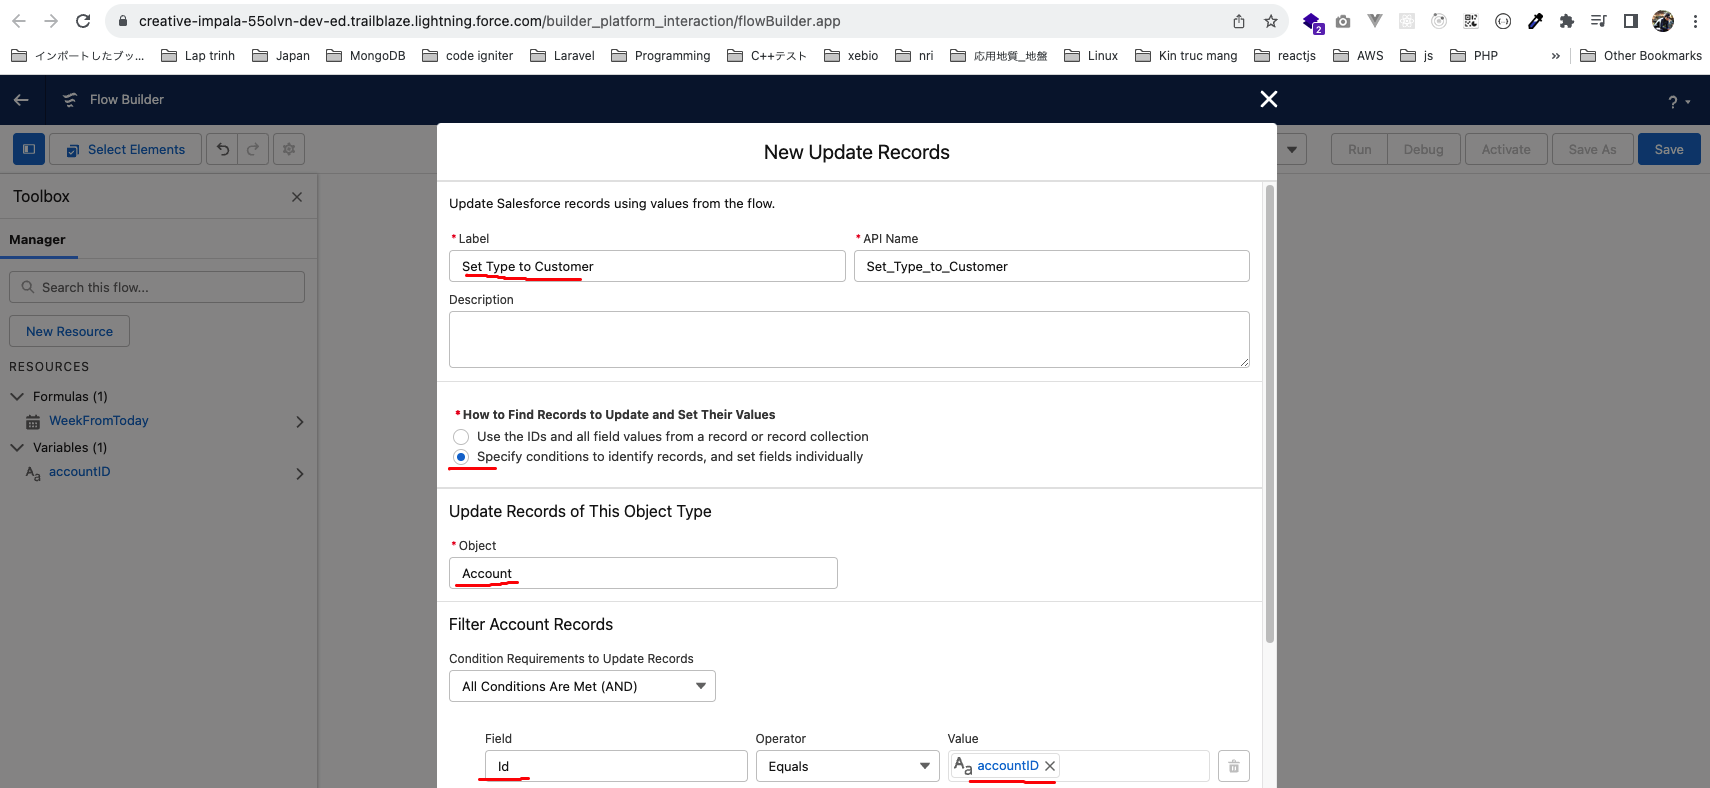 creative-impala-55olvn-dev-ed.trailblaze.lightning.force.com/builder_platform_interaction/flowBuilder.app
2
インポートしたブッ... Lap trinh Japan MongoDB code igniter Laravel Programming C++テスト xebio nri 応用地質_地盤 Linux Kin truc mang reactjs AWS js PHP » Other Bookmarks
Flow Builder
?
Select Elements
Run Debug Activate Save As Save
Toolbox
Manager
Search this flow...
New Resource
RESOURCES
Formulas (1)
WeekFromToday
Variables (1)
Aa accountID
New Update Records
Update Salesforce records using values from the flow.
* Label
Set Type to Customer
* API Name
Set_Type_to_Customer
Description
* How to Find Records to Update and Set Their Values
Use the IDs and all field values from a record or record collection
Specify conditions to identify records, and set fields individually
Update Records of This Object Type
* Object
Account
Filter Account Records
Condition Requirements to Update Records
All Conditions Are Met (AND)
Field Operator Value
Id Equals Aa accountID